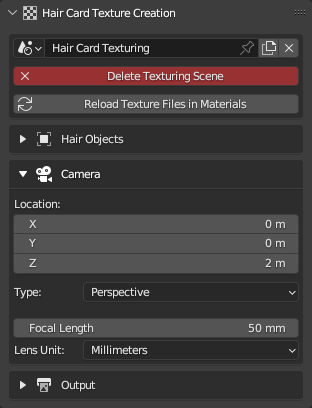 Hair Card Texture Creation
Hair Card Texturing
Delete Texturing Scene
Reload Texture Files in Materials
Hair Objects
Camera
Location:
X 0 m
Y 0 m
Z 2 m
Type: Perspective
Focal Length 50 mm
Lens Unit: Millimeters
Output